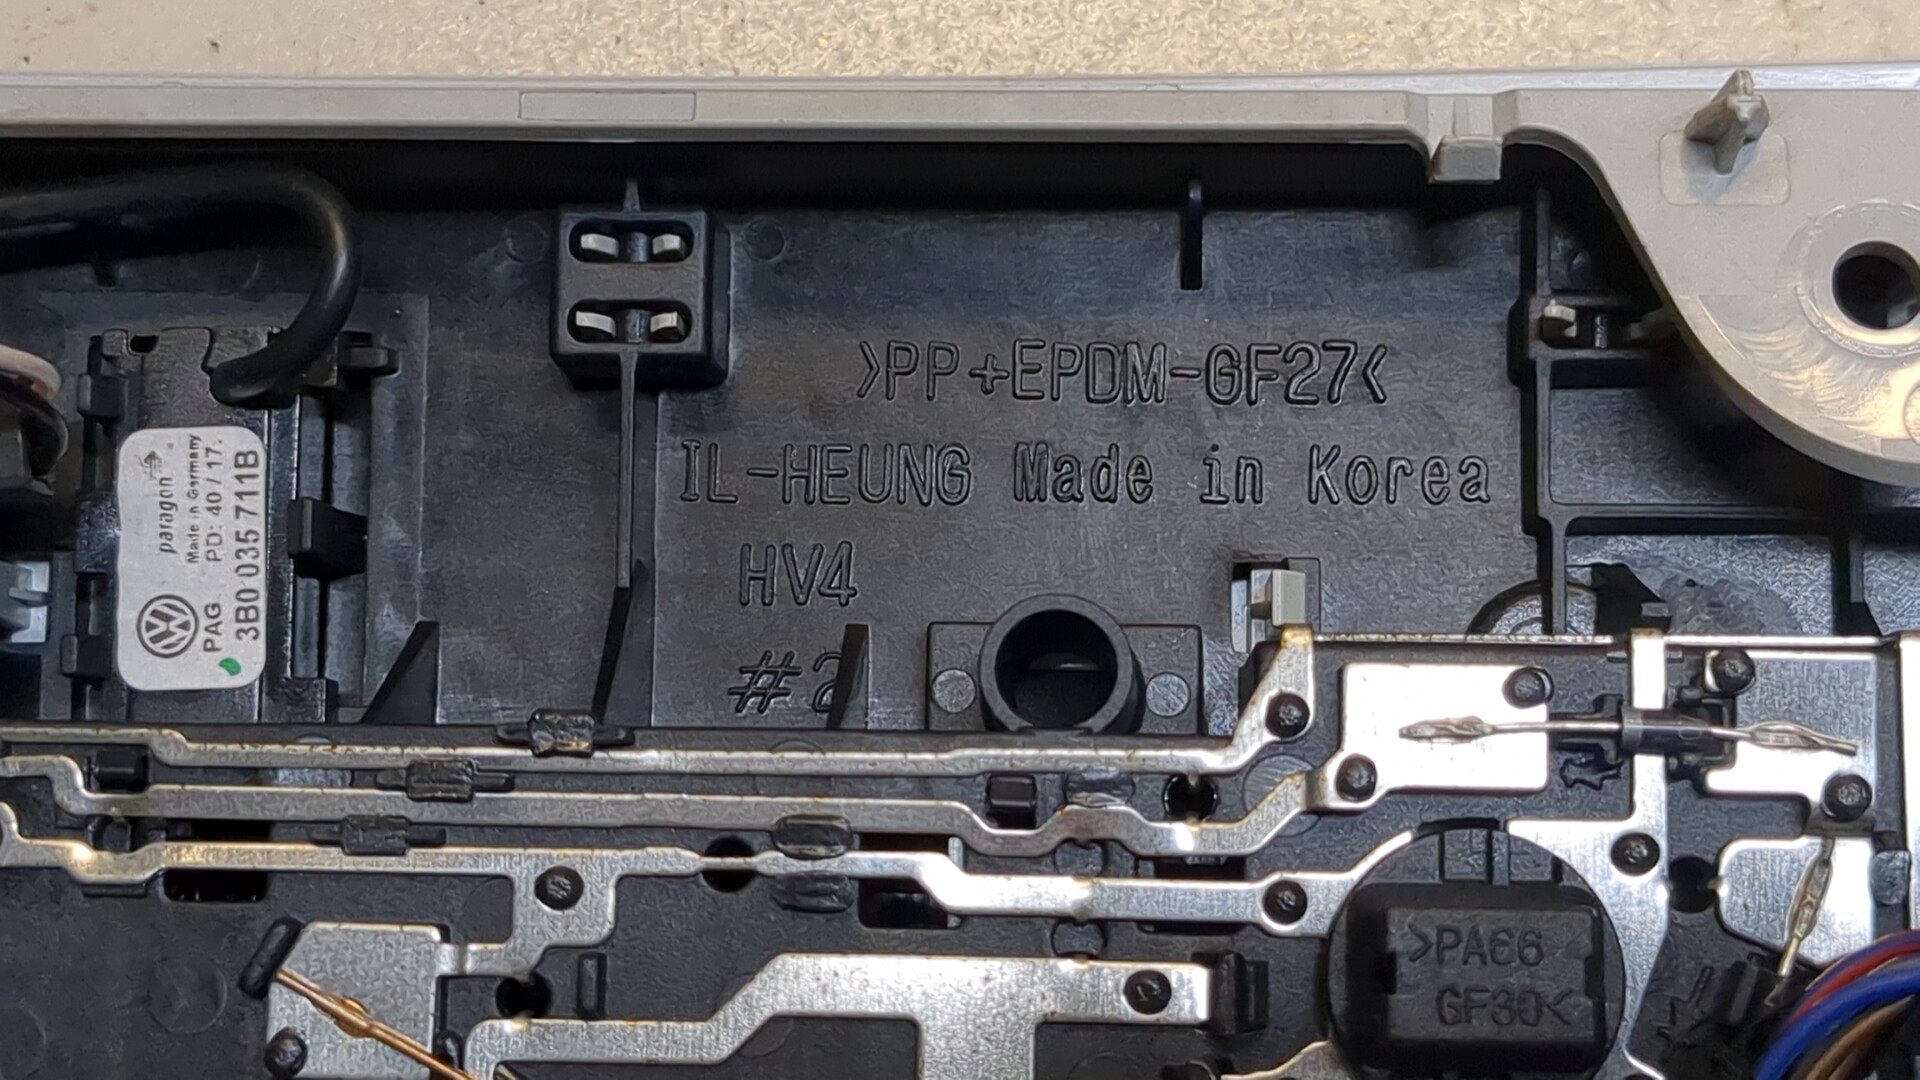 >PP+EPDM-GF27<
IL-HEUNG Made in Korea
HV4
#2
paragon
Made in Germany
PAG PD: 40/17.
3B0 035 711B
>PA66
GF30<